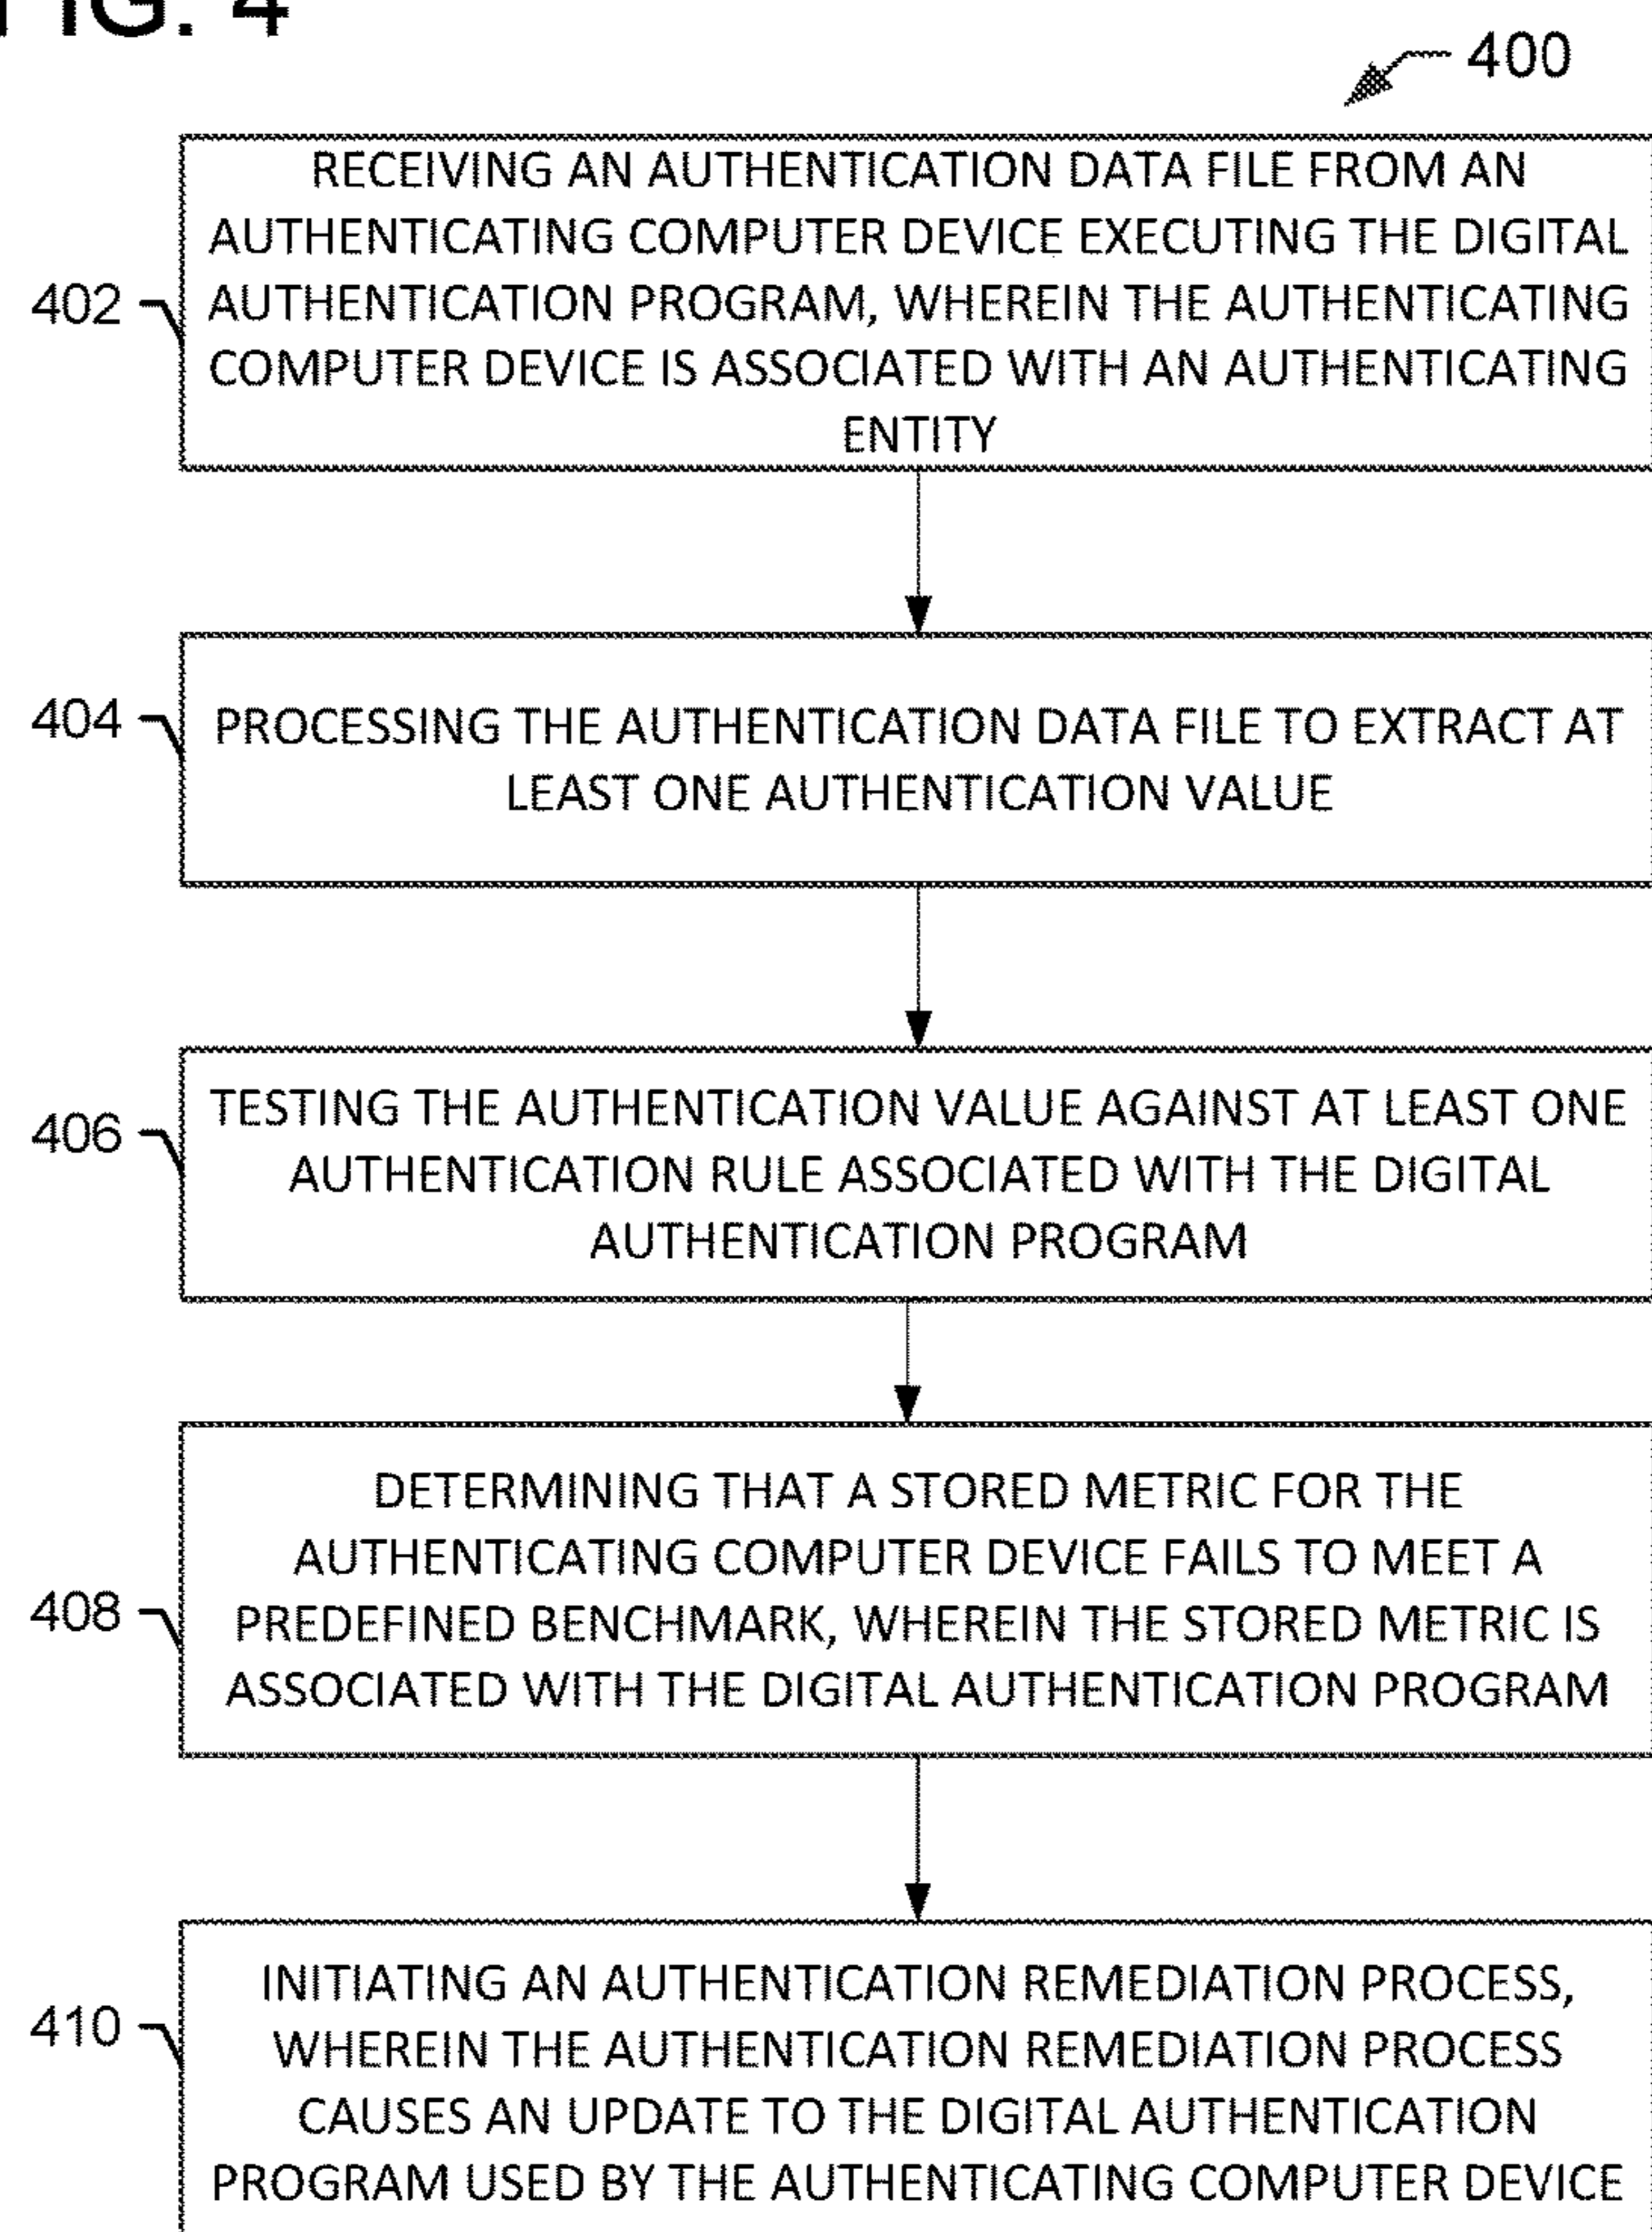 FIG. 4
400
402
RECEIVING AN AUTHENTICATION DATA FILE FROM AN
AUTHENTICATING COMPUTER DEVICE EXECUTING THE DIGITAL
AUTHENTICATION PROGRAM, WHEREIN THE AUTHENTICATING
COMPUTER DEVICE IS ASSOCIATED WITH AN AUTHENTICATING
ENTITY
404
PROCESSING THE AUTHENTICATION DATA FILE TO EXTRACT AT
LEAST ONE AUTHENTICATION VALUE
406
TESTING THE AUTHENTICATION VALUE AGAINST AT LEAST ONE
AUTHENTICATION RULE ASSOCIATED WITH THE DIGITAL
AUTHENTICATION PROGRAM
408
DETERMINING THAT A STORED METRIC FOR THE
AUTHENTICATING COMPUTER DEVICE FAILS TO MEET A
PREDEFINED BENCHMARK, WHEREIN THE STORED METRIC IS
ASSOCIATED WITH THE DIGITAL AUTHENTICATION PROGRAM
410
INITIATING AN AUTHENTICATION REMEDIATION PROCESS,
WHEREIN THE AUTHENTICATION REMEDIATION PROCESS
CAUSES AN UPDATE TO THE DIGITAL AUTHENTICATION
PROGRAM USED BY THE AUTHENTICATING COMPUTER DEVICE